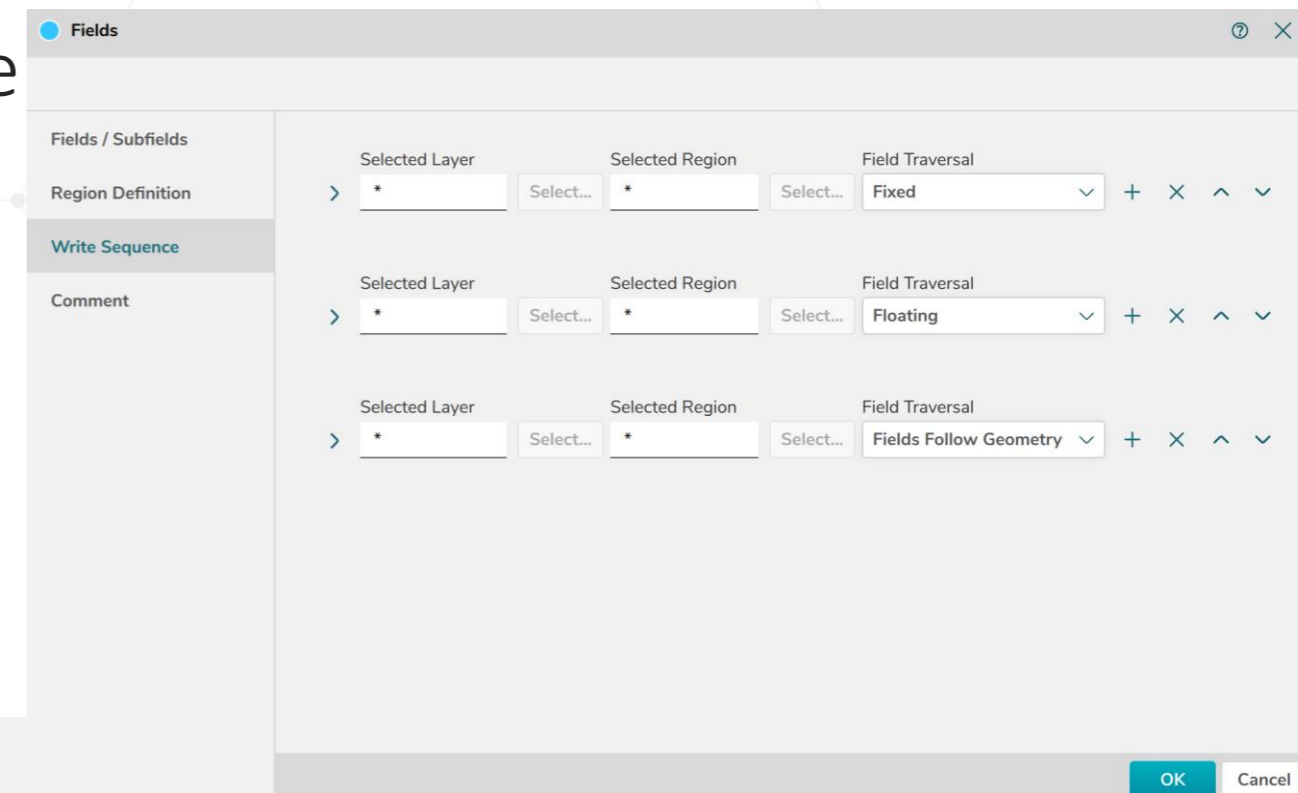 e
Fields
Fields / Subfields
Region Definition
Write Sequence
Comment
Selected Layer Selected Region Field Traversal
* Select... * Select... Fixed
Selected Layer Selected Region Field Traversal
* Select... * Select... Floating
Selected Layer Selected Region Field Traversal
* Select... * Select... Fields Follow Geometry
OK Cancel